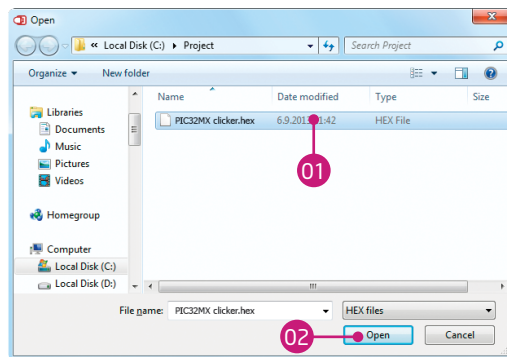 Open
« Local Disk (C:) ▸ Project
Search Project
Organize ▾ New folder
Name Date modified Type Size
Libraries
Documents
Music
Pictures
Videos
Homegroup
Computer
Local Disk (C:)
Local Disk (D:)
PIC32MX clicker.hex HEX File
01
File name: PIC32MX clicker.hex HEX files
02 Open Cancel